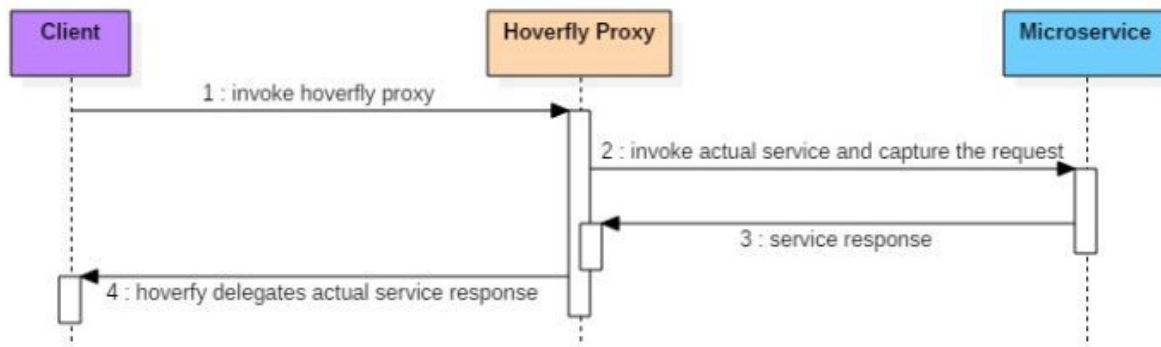 Client
Hoverfly Proxy
Microservice
1 : invoke hoverfly proxy
2 : invoke actual service and capture the request
3 : service response
4 : hoverfy delegates actual service response